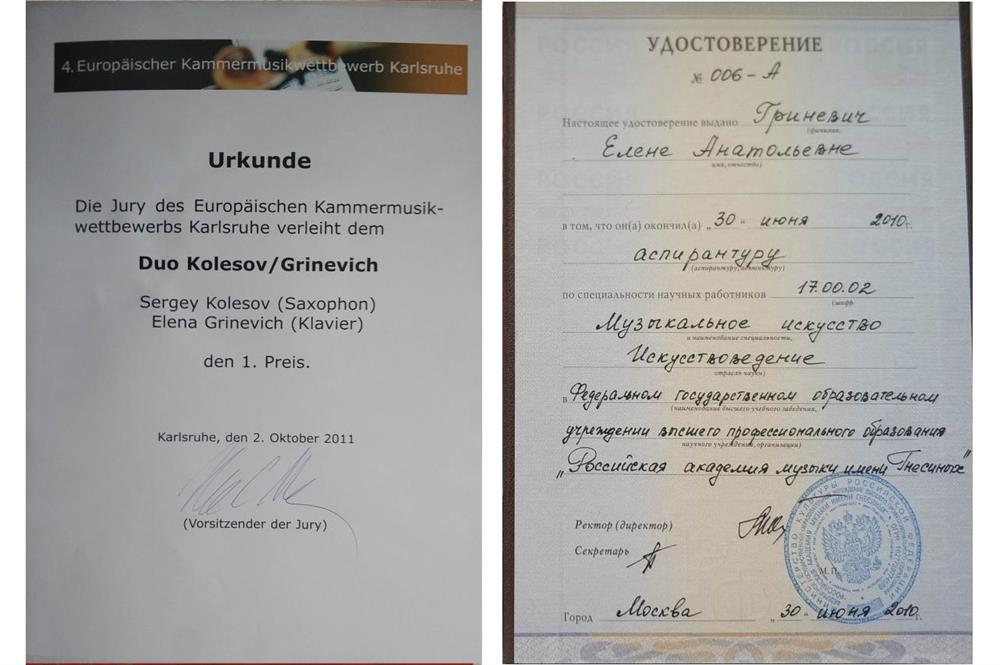 4. Europäischer Kammermusikwettbewerb Karlsruhe
Urkunde
Die Jury des Europäischen Kammermusik-
wettbewerbs Karlsruhe verleiht dem
Duo Kolesov/Grinevich
Sergey Kolesov (Saxophon)
Elena Grinevich (Klavier)
den 1. Preis.
Karlsruhe, den 2. Oktober 2011
(Vorsitzender der Jury)
УДОСТОВЕРЕНИЕ
№ 006-А
Настоящее удостоверение выдано Гриневич
(фамилия,
Елене Анатольевне
имя, отчество)
в том, что он(а) окончил(а) „30“ июня 2010г.
аспирантуру
(аспирантуру, адъюнктуру)
по специальности научных работников 17.00.02
(шифр
Музыкальное искусство
и наименование специальности,
Искусствоведение
отрасль науки)
в Федеральном государственном образовательном
(наименование высшего учебного заведения,
учреждении высшего профессионального образования
научного учреждения, организации)
„Российская академия музыки имени Гнесиных"
Ректор (директор)
Секретарь
М.П.
Город Москва „30“ июня 2010г.